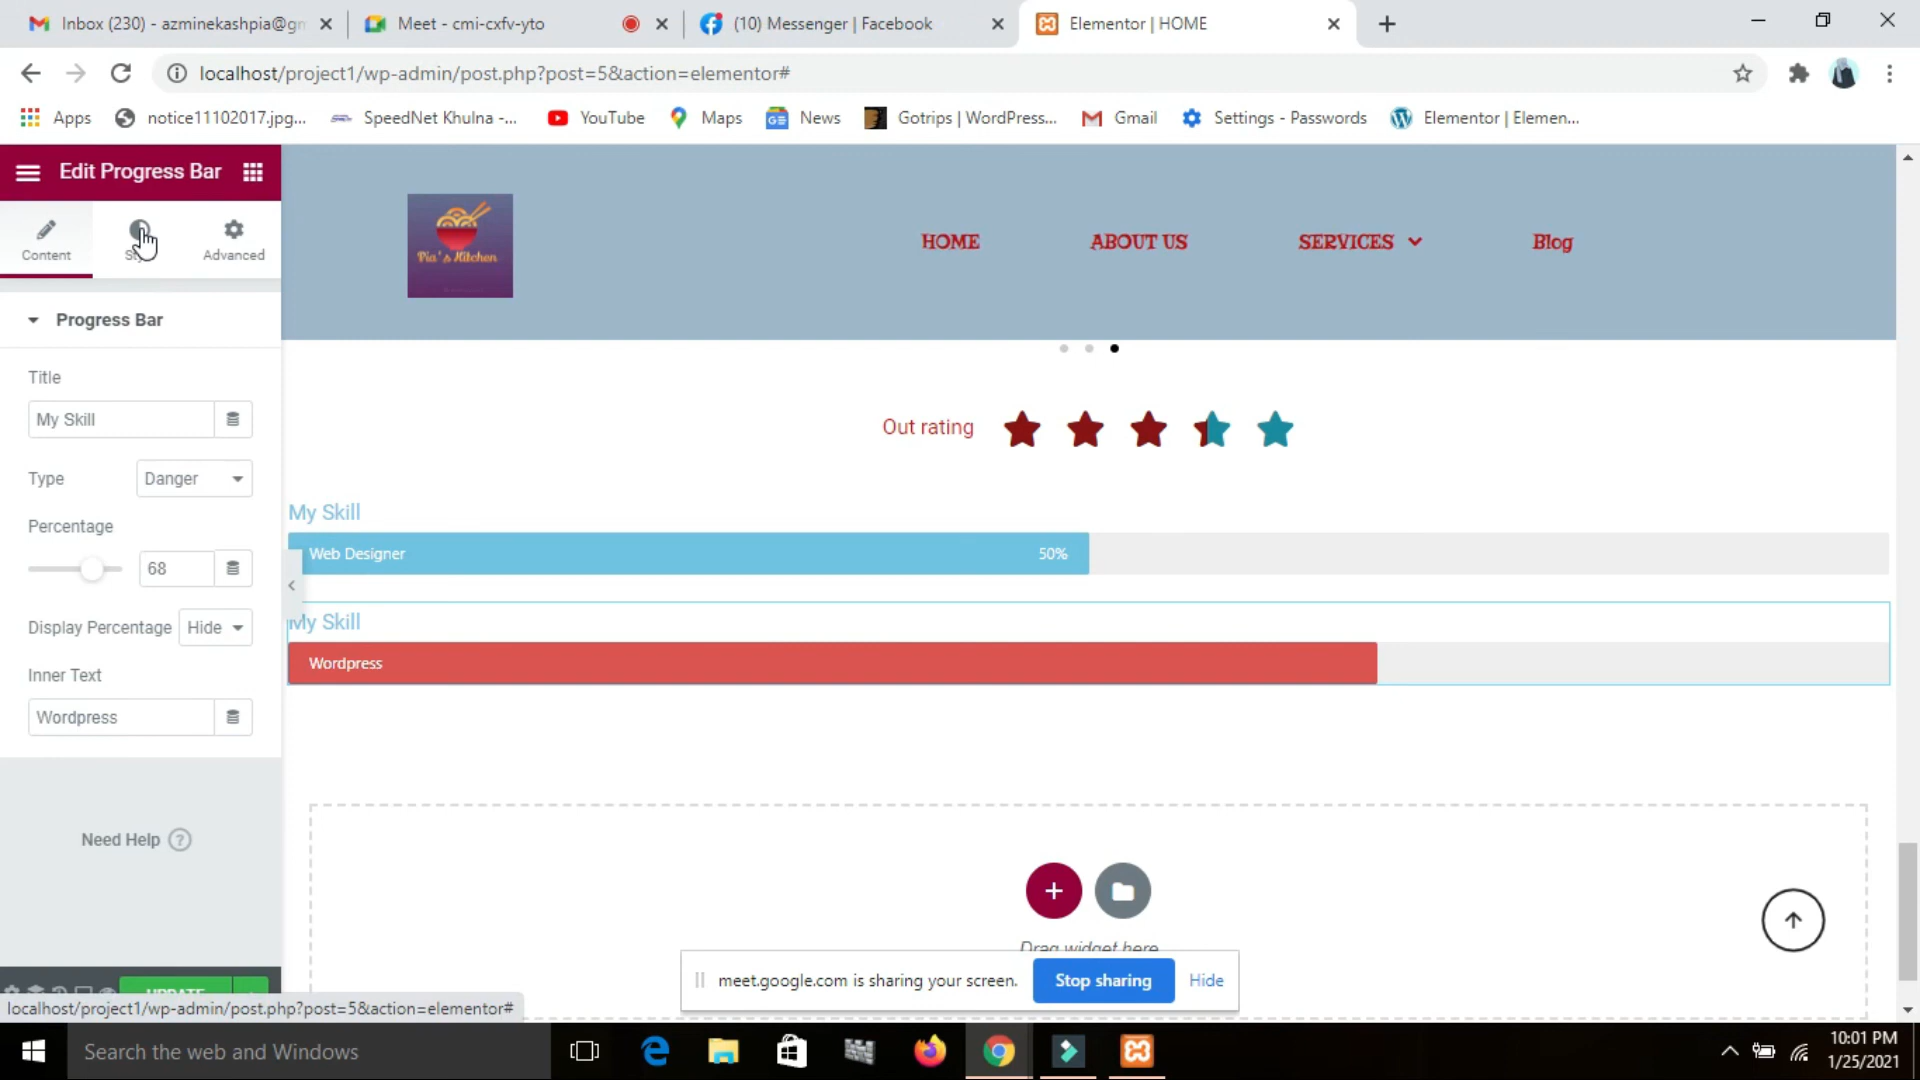 Inbox (230) - azminekashpia@gm
Meet - cmi-cxfv-yto
(10) Messenger | Facebook
Elementor | HOME
localhost/project1/wp-admin/post.php?post=5&action=elementor#
Apps
notice11102017.jpg...
SpeedNet Khulna -...
YouTube
Maps
News
Gotrips | WordPress...
Gmail
Settings - Passwords
Elementor | Elemen...
Edit Progress Bar
Content
Advanced
Pia's Kitchen
HOME
ABOUT US
SERVICES
Blog
Progress Bar
Title
My Skill
Type
Danger
Percentage
68
Display Percentage
Hide
Inner Text
Wordpress
Need Help ?
UPDATE
Out rating
My Skill
Web Designer
50%
My Skill
Wordpress
Drag widget here
meet.google.com is sharing your screen.
Stop sharing
Hide
localhost/project1/wp-admin/post.php?post=5&action=elementor#
Search the web and Windows
10:01 PM
1/25/2021